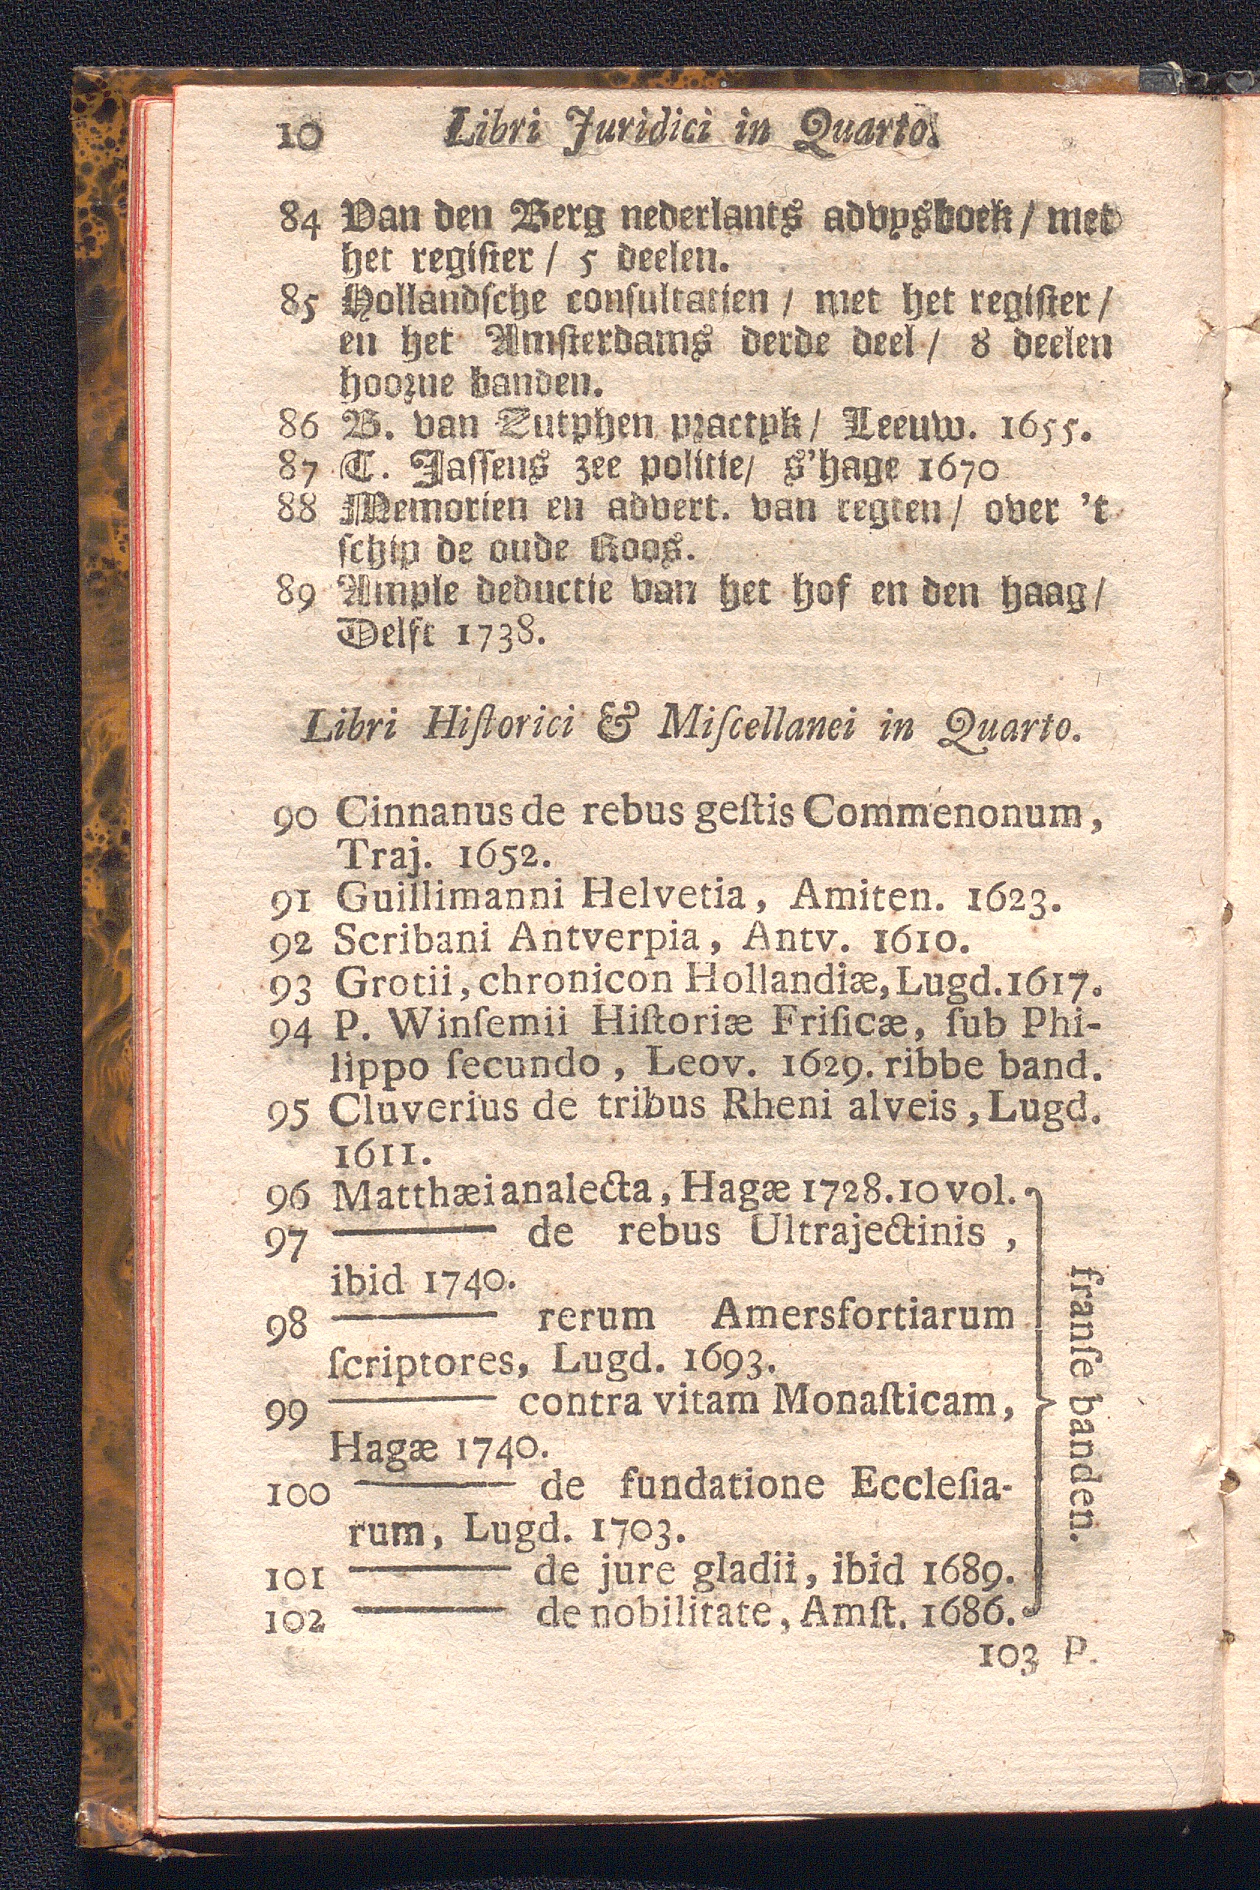 10 Libri Juridici in Quarto.
84 Van den Berg nederlants advysboek / met
het regiſter / 5 deelen.
85 Hollandſche conſultatien / met het regiſter /
en het Amſterdams derde deel / 8 deelen
hoorne banden.
86 B. van Zutphen practyk / Leeuw. 1655.
87 T. Jaſſens zee politie / s'hage 1670
88 Memorien en advert. van regten / over 't
ſchip de oude Roos.
89 Ample deductie van het hof en den haag /
Delft 1738.
Libri Hiſtorici & Miſcellanei in Quarto.
90 Cinnanus de rebus geſtis Commenonum,
Traj. 1652.
91 Guillimanni Helvetia, Amiten. 1623.
92 Scribani Antverpia, Antv. 1610.
93 Grotii, chronicon Hollandiæ, Lugd. 1617.
94 P. Winſemii Hiſtoriæ Friſicæ, ſub Phi-
lippo ſecundo, Leov. 1629. ribbe band.
95 Cluverius de tribus Rheni alveis, Lugd.
1611.
96 Matthæi analecta, Hagæ 1728. 10 vol.
97 ——— de rebus Ultrajectinis,
ibid 1740.
98 ——— rerum Amersfortiarum
ſcriptores, Lugd. 1693.
99 ——— contra vitam Monaſticam,
Hagæ 1740.
100 ——— de fundatione Eccleſia-
rum, Lugd. 1703.
101 ——— de jure gladii, ibid 1689.
102 ——— de nobilitate, Amſt. 1686.
franſe banden.
103 P.